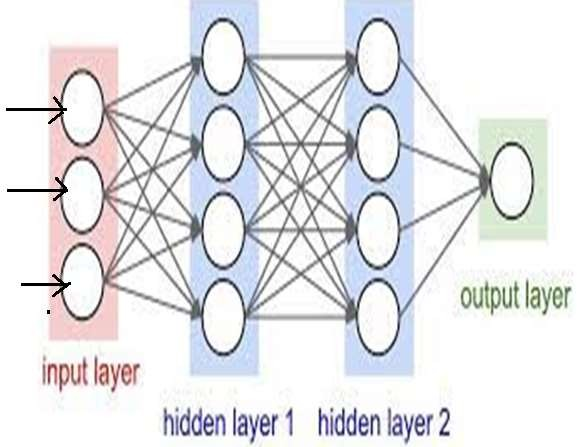 output layer
input layer
hidden layer 1
hidden layer 2